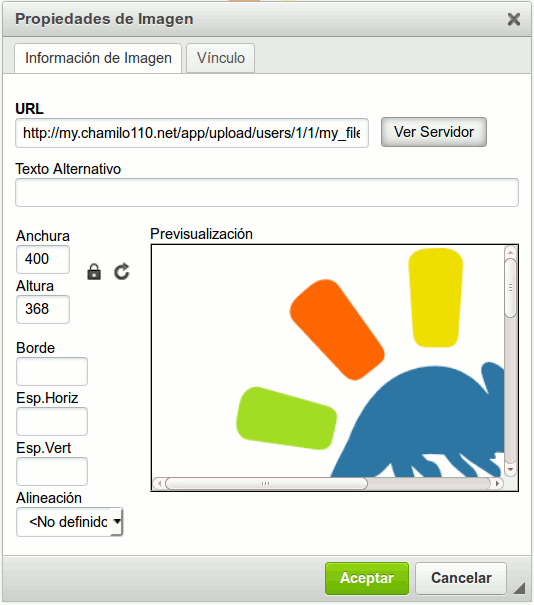 Propiedades de Imagen
Información de Imagen
Vínculo
URL
http://my.chamilo110.net/app/upload/users/1/1/my_file
Ver Servidor
Texto Alternativo
Anchura
400
Altura
368
Previsualización
Borde
Esp.Horiz
Esp.Vert
Alineación
<No definido
Aceptar
Cancelar